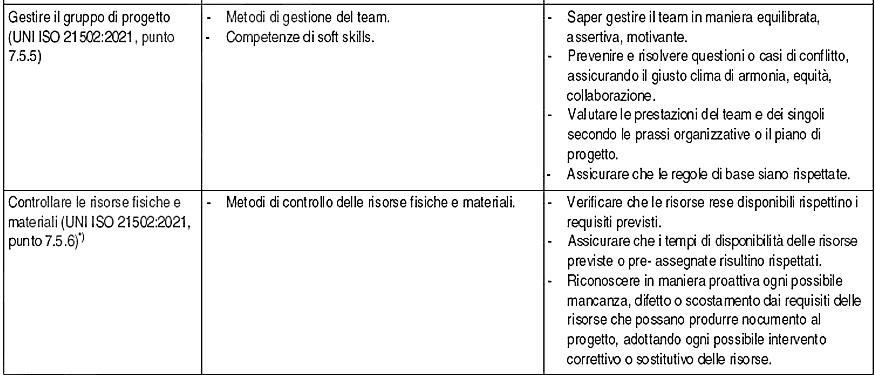 Gestire il gruppo di progetto
(UNI ISO 21502:2021, punto
7.5.5)
- Metodi di gestione del team.
- Competenze di soft skills.
- Saper gestire il team in maniera equilibrata,
assertiva, motivante.
- Prevenire e risolvere questioni o casi di conflitto,
assicurando il giusto clima di armonia, equità,
collaborazione.
- Valutare le prestazioni del team e dei singoli
secondo le prassi organizzative o il piano di
progetto.
- Assicurare che le regole di base siano rispettate.
Controllare le risorse fisiche e
materiali (UNI ISO 21502:2021,
punto 7.5.6)*)
- Metodi di controllo delle risorse fisiche e materiali.
- Verificare che le risorse rese disponibili rispettino i
requisiti previsti.
- Assicurare che i tempi di disponibilità delle risorse
previste o pre- assegnate risultino rispettati.
- Riconoscere in maniera proattiva ogni possibile
mancanza, difetto o scostamento dai requisiti delle
risorse che possano produrre nocumento al
progetto, adottando ogni possibile intervento
correttivo o sostitutivo delle risorse.